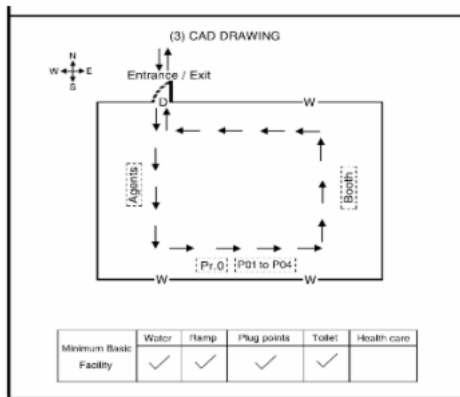 (3) CAD DRAWING
N
W E
S
Entrance / Exit
D W
Agents
Booth
Pr.0 P01 to P04
W W
Minimum Basic Facility Water Ramp Plug points Toilet Health care